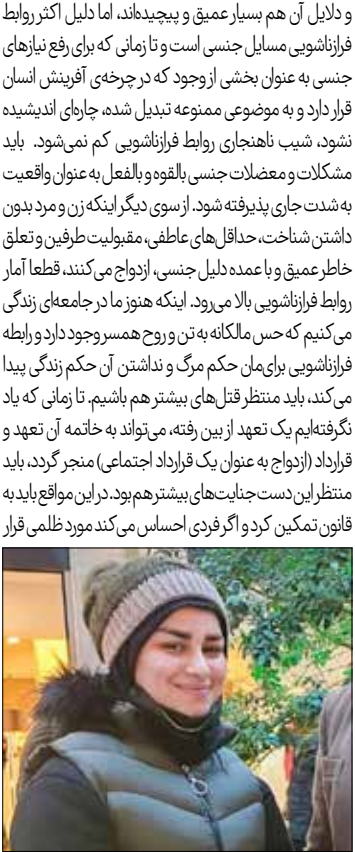 و دلایل آن هم بسیار عمیق و پیچیده‌اند، اما دلیل اکثر روابط
فرازناشویی مسایل جنسی است و تا زمانی که برای رفع نیازهای
جنسی به عنوان بخشی از وجود که در چرخه‌ی آفرینش انسان
قرار دارد و به موضوعی ممنوعه تبدیل شده، چاره‌ای اندیشیده
نشود، شیب ناهنجاری روابط فرازناشویی کم نمی‌شود. باید
مشکلات و معضلات جنسی بالقوه و بالفعل به عنوان واقعیت
به شدت جاری پذیرفته شود. از سوی دیگر اینکه زن و مرد بدون
داشتن شناخت، حداقل‌های عاطفی، مقبولیت طرفین و تعلق
خاطر عمیق و با عمده دلیل جنسی، ازدواج می‌کنند، قطعا آمار
روابط فرازناشویی بالا می‌رود. اینکه هنوز ما در جامعه‌ای زندگی
می‌کنیم که حس مالکانه به تن و روح همسر وجود دارد و رابطه
فرازناشویی برای‌مان حکم مرگ و نداشتن آن حکم زندگی پیدا
می‌کند، باید منتظر قتل‌های بیشتر هم باشیم. تا زمانی که یاد
نگرفته‌ایم یک تعهد از بین رفته، می‌تواند به خاتمه آن تعهد و
قرارداد (ازدواج به عنوان یک قرارداد اجتماعی) منجر گردد، باید
منتظر این دست جنایت‌های بیشتر هم بود. در این مواقع باید به
قانون تمکین کرد و اگر فردی احساس می‌کند مورد ظلمی قرار